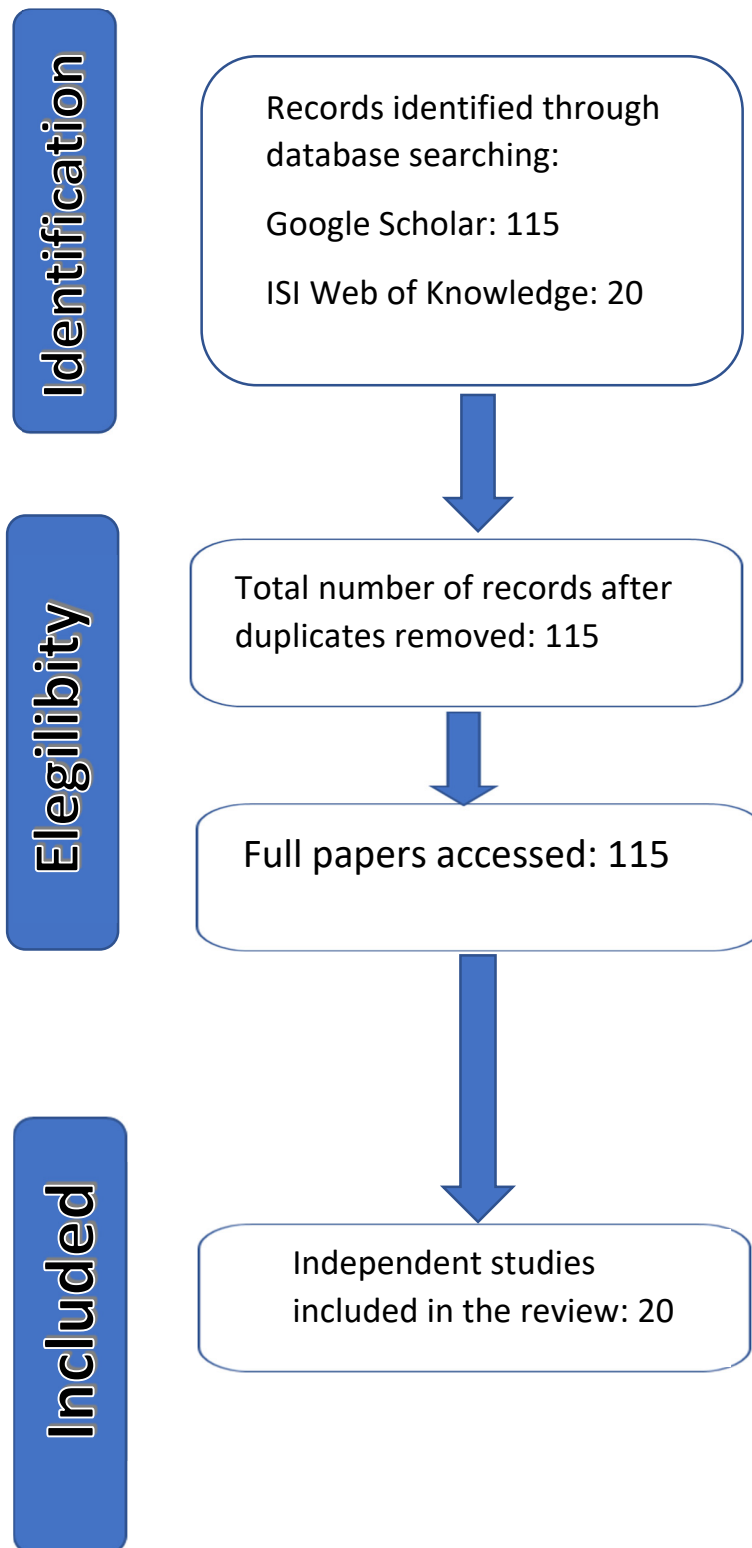 Identification
Records identified through
database searching:
Google Scholar: 115
ISI Web of Knowledge: 20
Elegilibity
Total number of records after
duplicates removed: 115
Full papers accessed: 115
Included
Independent studies
included in the review: 20